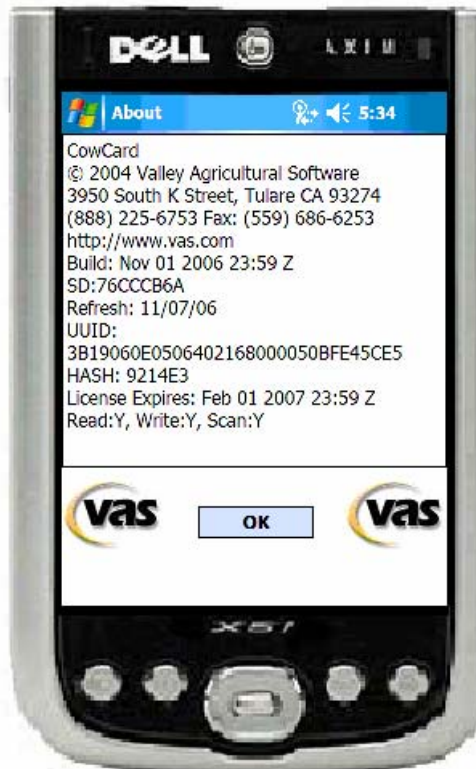 DELL AXIM
About 5:34
CowCard
© 2004 Valley Agricultural Software
3950 South K Street, Tulare CA 93274
(888) 225-6753 Fax: (559) 686-6253
http://www.vas.com
Build: Nov 01 2006 23:59 Z
SD:76CCCB6A
Refresh: 11/07/06
UUID:
3B19060E0506402168000050BFE45CE5
HASH: 9214E3
License Expires: Feb 01 2007 23:59 Z
Read:Y, Write:Y, Scan:Y
vas OK vas
X51